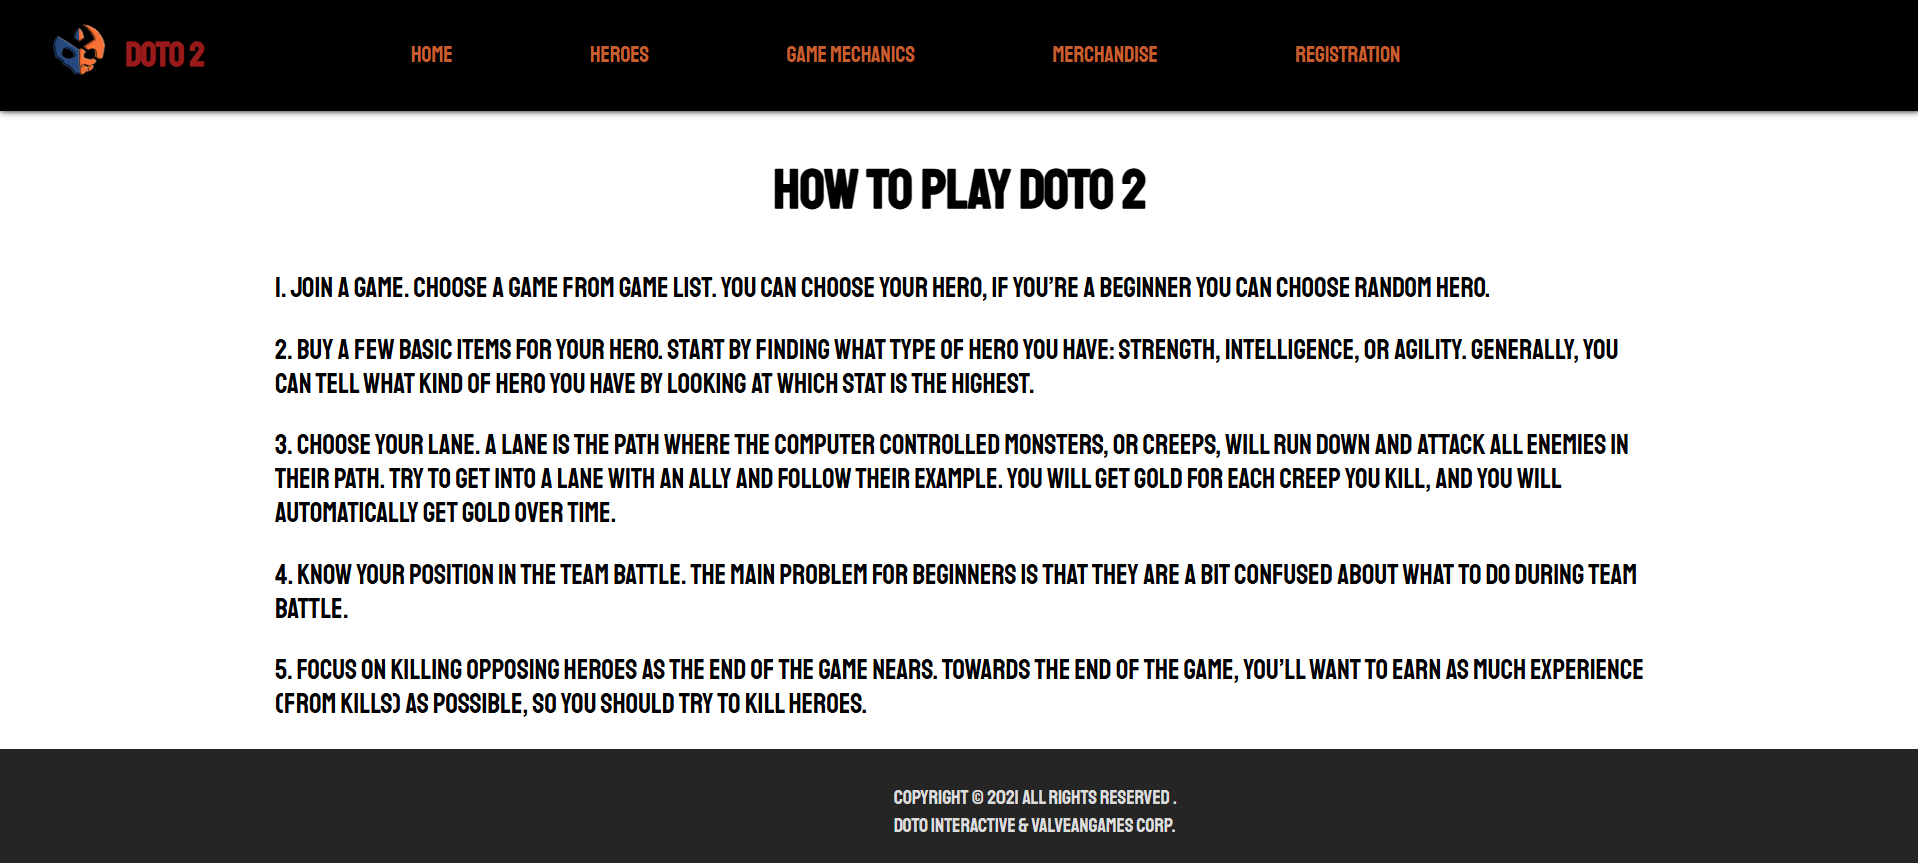 DOTO 2
HOME
HEROES
GAME MECHANICS
MERCHANDISE
REGISTRATION
HOW TO PLAY DOTO 2
1. JOIN A GAME. CHOOSE A GAME FROM GAME LIST. YOU CAN CHOOSE YOUR HERO, IF YOU'RE A BEGINNER YOU CAN CHOOSE RANDOM HERO.
2. BUY A FEW BASIC ITEMS FOR YOUR HERO. START BY FINDING WHAT TYPE OF HERO YOU HAVE: STRENGTH, INTELLIGENCE, OR AGILITY. GENERALLY, YOU
CAN TELL WHAT KIND OF HERO YOU HAVE BY LOOKING AT WHICH STAT IS THE HIGHEST.
3. CHOOSE YOUR LANE. A LANE IS THE PATH WHERE THE COMPUTER CONTROLLED MONSTERS, OR CREEPS, WILL RUN DOWN AND ATTACK ALL ENEMIES IN
THEIR PATH. TRY TO GET INTO A LANE WITH AN ALLY AND FOLLOW THEIR EXAMPLE. YOU WILL GET GOLD FOR EACH CREEP YOU KILL, AND YOU WILL
AUTOMATICALLY GET GOLD OVER TIME.
4. KNOW YOUR POSITION IN THE TEAM BATTLE. THE MAIN PROBLEM FOR BEGINNERS IS THAT THEY ARE A BIT CONFUSED ABOUT WHAT TO DO DURING TEAM
BATTLE.
5. FOCUS ON KILLING OPPOSING HEROES AS THE END OF THE GAME NEARS. TOWARDS THE END OF THE GAME, YOU'LL WANT TO EARN AS MUCH EXPERIENCE
(FROM KILLS) AS POSSIBLE, SO YOU SHOULD TRY TO KILL HEROES.
COPYRIGHT © 2021 ALL RIGHTS RESERVED .
DOTO INTERACTIVE & VALVEANGAMES CORP.